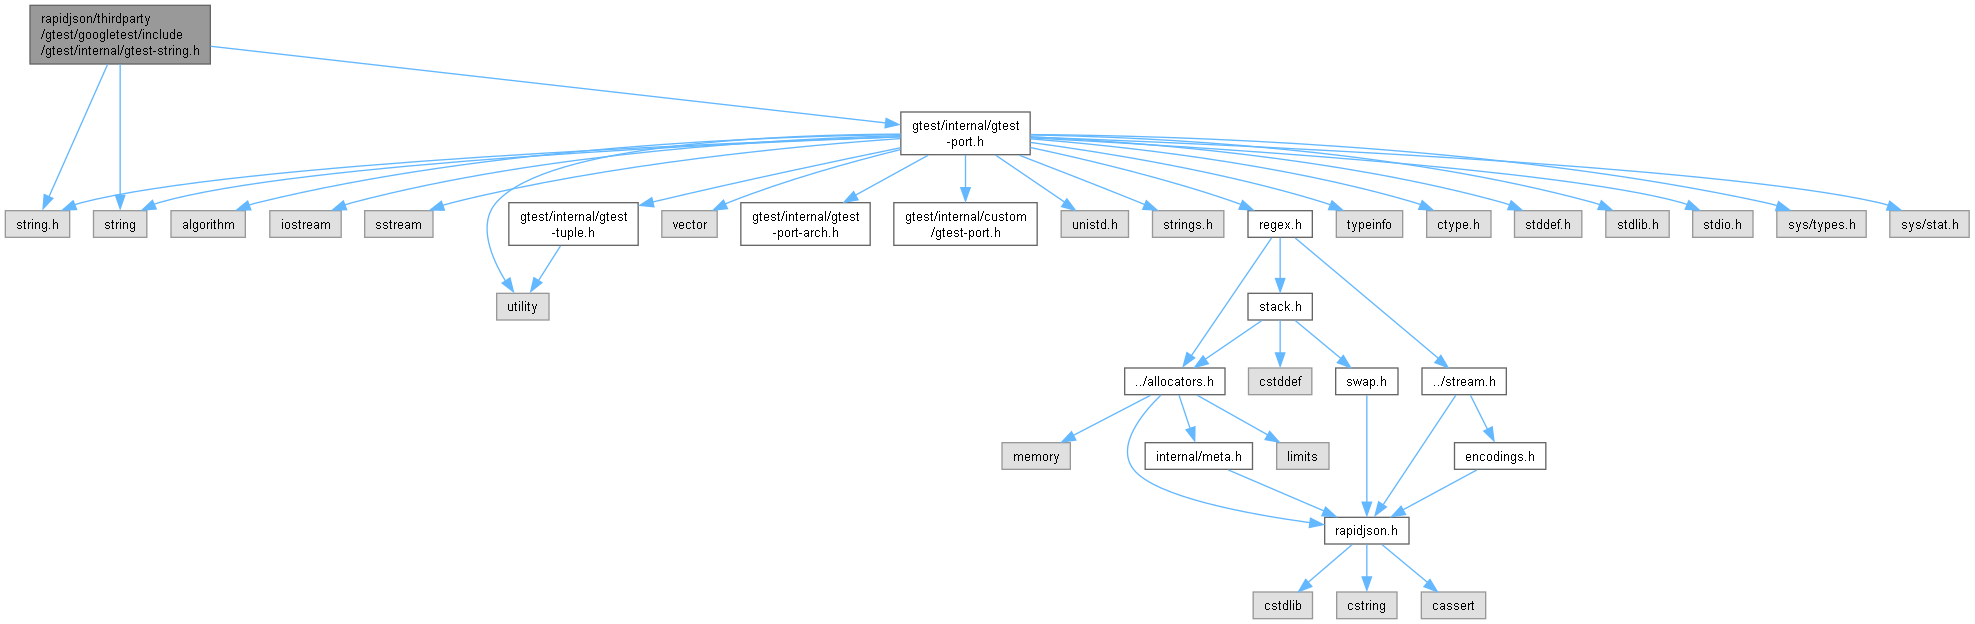 rapidjson/thirdparty
/gtest/googletest/include
/gtest/internal/gtest-string.h
gtest/internal/gtest
-port.h
string.h
string
algorithm
iostream
sstream
gtest/internal/gtest
-tuple.h
vector
gtest/internal/gtest
-port-arch.h
gtest/internal/custom
/gtest-port.h
unistd.h
strings.h
regex.h
typeinfo
ctype.h
stddef.h
stdlib.h
stdio.h
sys/types.h
sys/stat.h
utility
stack.h
../allocators.h
cstddef
swap.h
../stream.h
memory
internal/meta.h
limits
encodings.h
rapidjson.h
cstdlib
cstring
cassert